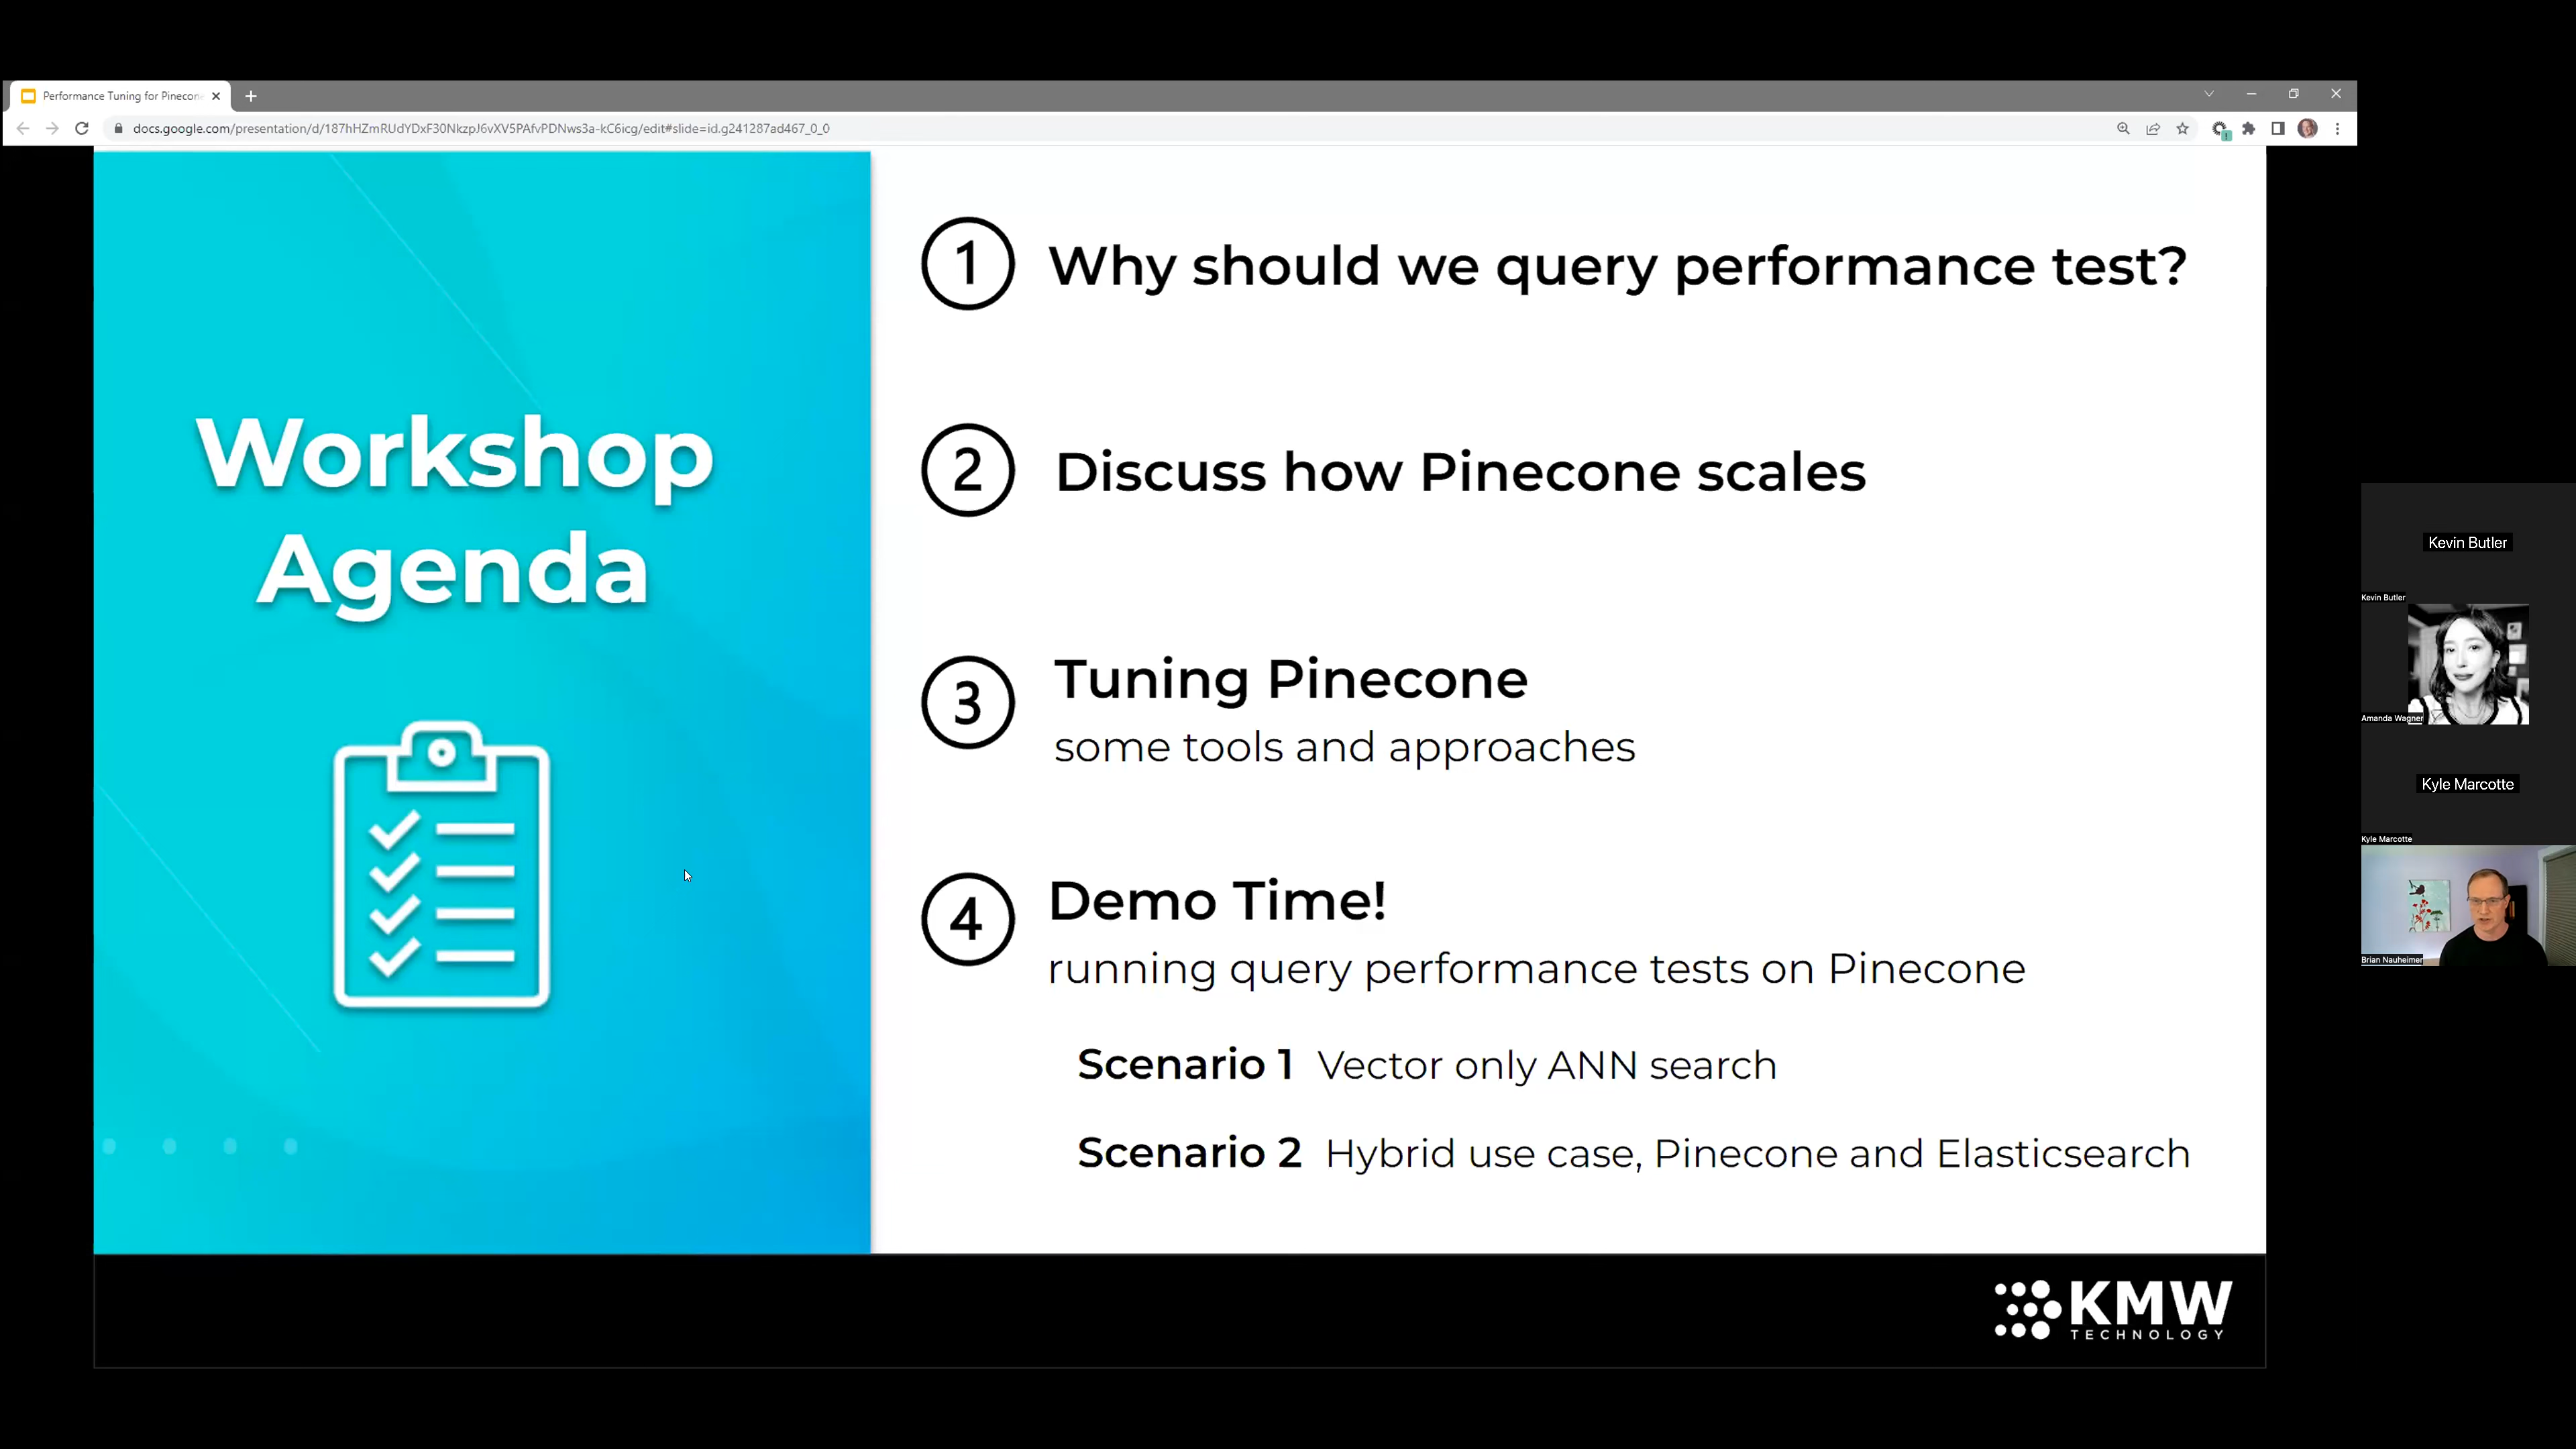 Performance Tuning for Pinecon
docs.google.com/presentation/d/187hHZmRUdYDxF30NkzpJ6vXV5PAfvPDNws3a-kC6icg/edit#slide=id.g241287ad467_0_0
Workshop
Agenda
1 Why should we query performance test?
2 Discuss how Pinecone scales
3 Tuning Pinecone
some tools and approaches
4 Demo Time!
running query performance tests on Pinecone
Scenario 1 Vector only ANN search
Scenario 2 Hybrid use case, Pinecone and Elasticsearch
KMW
TECHNOLOGY
Kevin Butler
Kevin Butler
Amanda Wagner
Kyle Marcotte
Kyle Marcotte
Brian Nauheimer